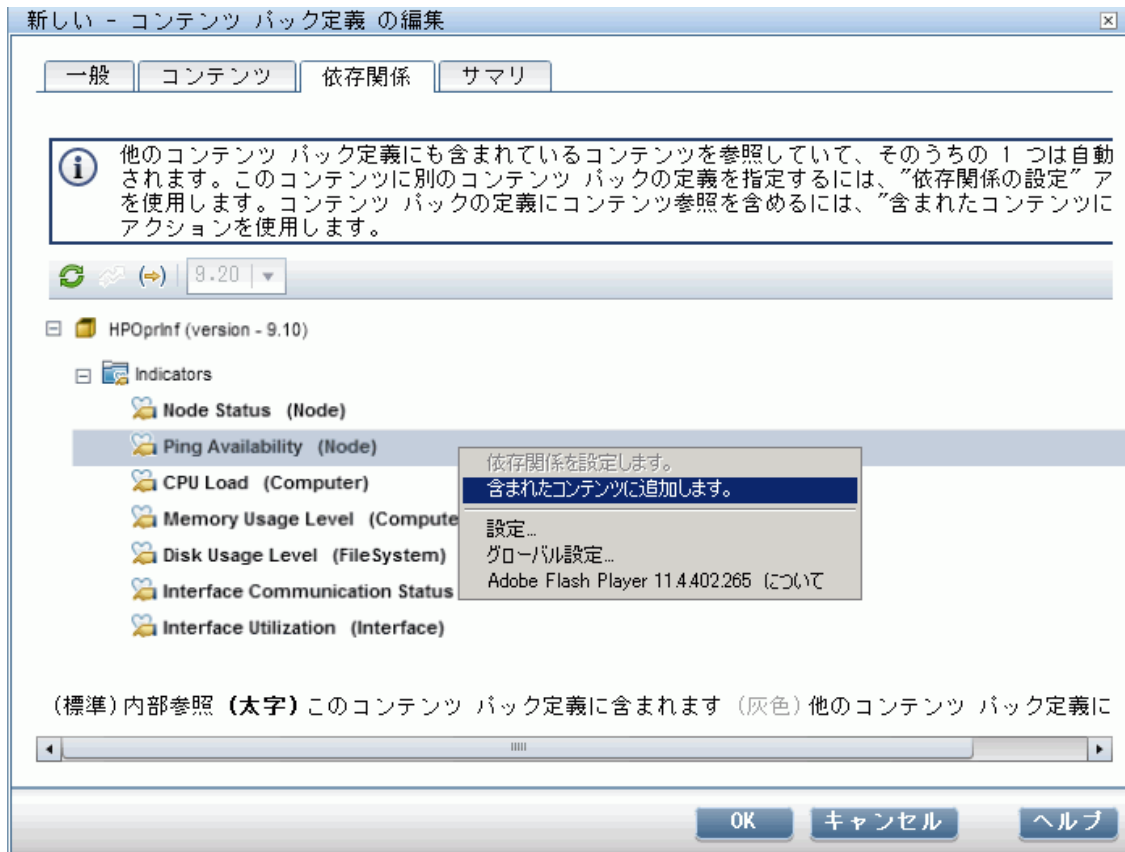 新しい - コンテンツ パック定義 の編集
一般 コンテンツ 依存関係 サマリ
他のコンテンツ パック定義にも含まれているコンテンツを参照していて、そのうちの 1 つは自動
されます。このコンテンツに別のコンテンツ パックの定義を指定するには、"依存関係の設定" ア
を使用します。コンテンツ パックの定義にコンテンツ参照を含めるには、"含まれたコンテンツに
アクションを使用します。
9.20
HPOprInf (version - 9.10)
Indicators
Node Status (Node)
Ping Availability (Node)
依存関係を設定します。
含まれたコンテンツに追加します。
CPU Load (Computer)
Memory Usage Level (Compute
設定...
Disk Usage Level (FileSystem)
グローバル設定...
Interface Communication Status
Adobe Flash Player 11.4.402.265 について
Interface Utilization (Interface)
(標準)内部参照 (太字)このコンテンツ パック定義に含まれます (灰色)他のコンテンツ パック定義に
OK キャンセル ヘルプ